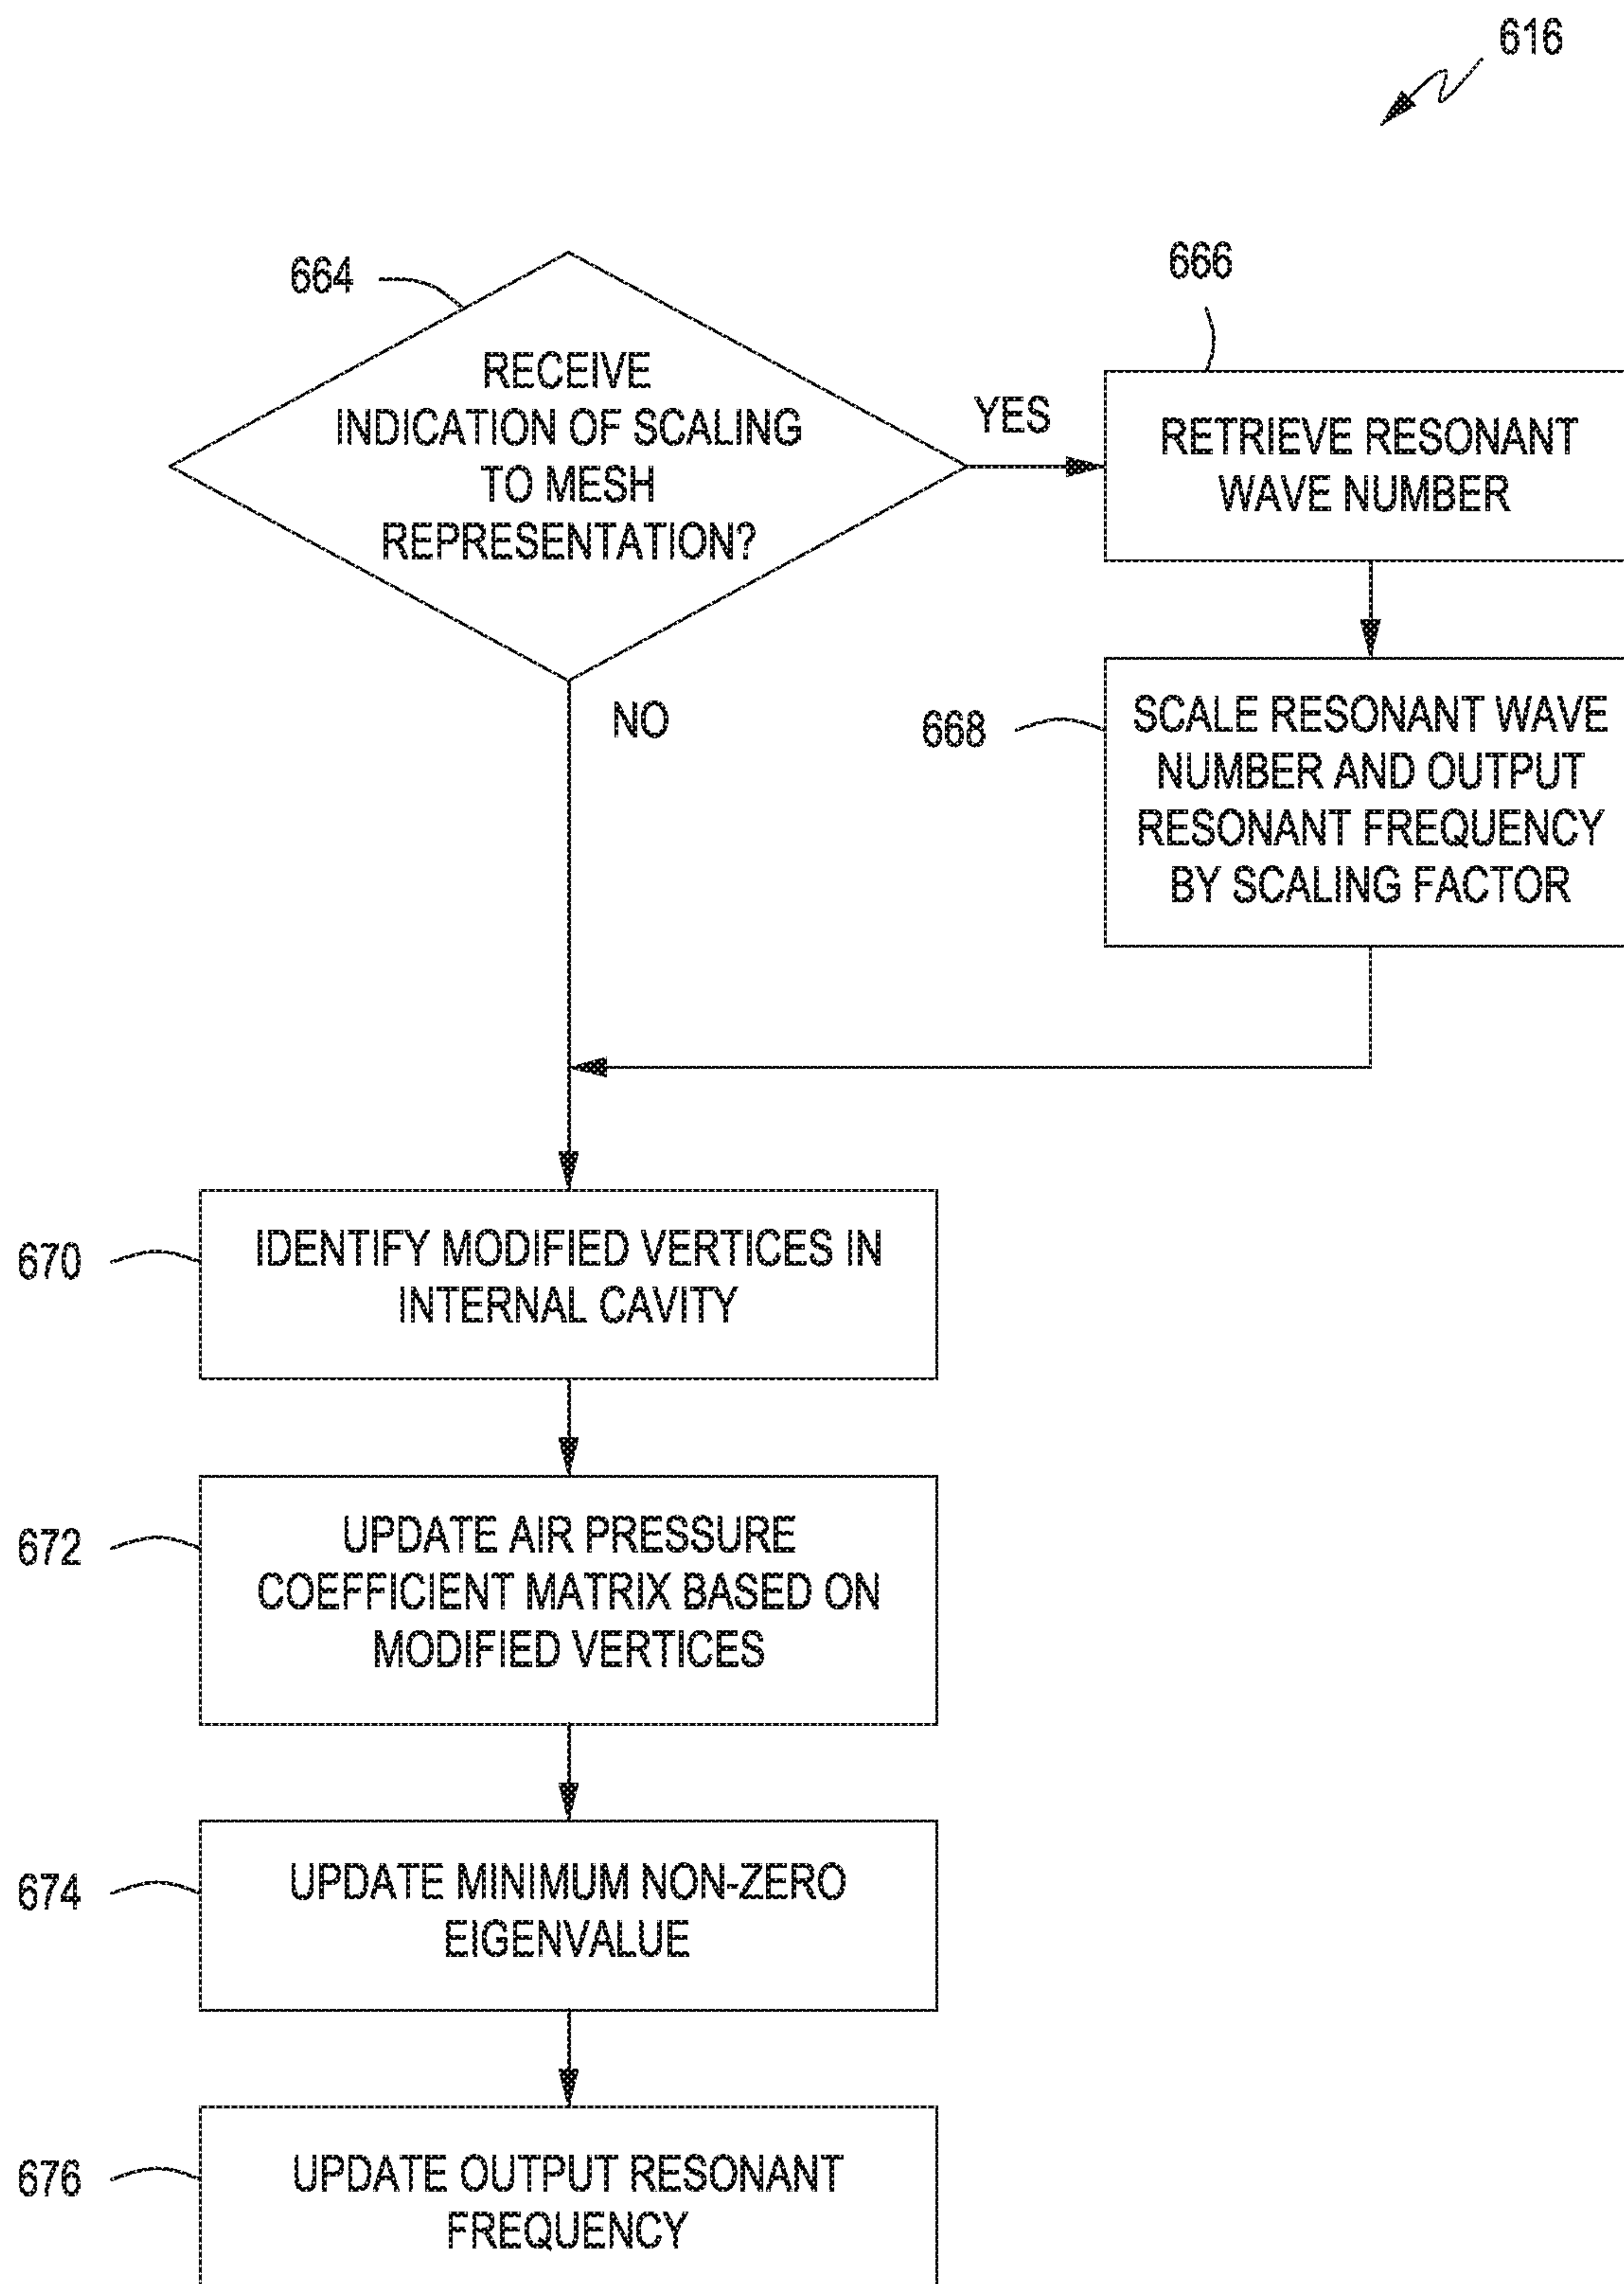 616
664
RECEIVE
INDICATION OF SCALING
TO MESH
REPRESENTATION?
YES
NO
666
RETRIEVE RESONANT
WAVE NUMBER
668
SCALE RESONANT WAVE
NUMBER AND OUTPUT
RESONANT FREQUENCY
BY SCALING FACTOR
670
IDENTIFY MODIFIED VERTICES IN
INTERNAL CAVITY
672
UPDATE AIR PRESSURE
COEFFICIENT MATRIX BASED ON
MODIFIED VERTICES
674
UPDATE MINIMUM NON-ZERO
EIGENVALUE
676
UPDATE OUTPUT RESONANT
FREQUENCY